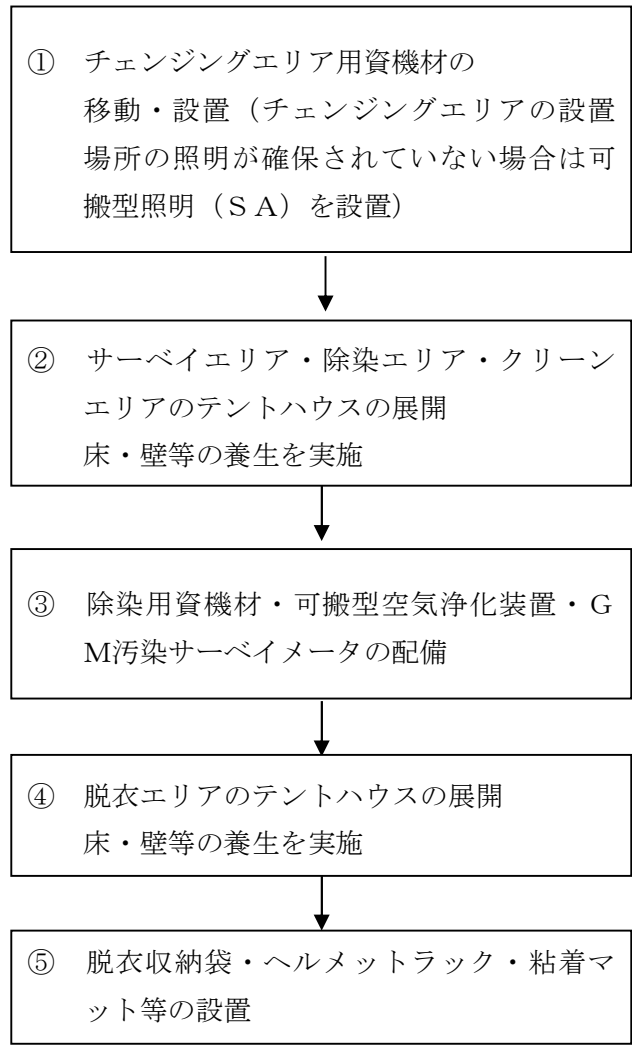 ① チェンジングエリア用資機材の
移動・設置（チェンジングエリアの設置
場所の照明が確保されていない場合は可
搬型照明（ＳＡ）を設置）
② サーベイエリア・除染エリア・クリーン
エリアのテントハウスの展開
床・壁等の養生を実施
③ 除染用資機材・可搬型空気浄化装置・Ｇ
Ｍ汚染サーベイメータの配備
④ 脱衣エリアのテントハウスの展開
床・壁等の養生を実施
⑤ 脱衣収納袋・ヘルメットラック・粘着マ
ット等の設置